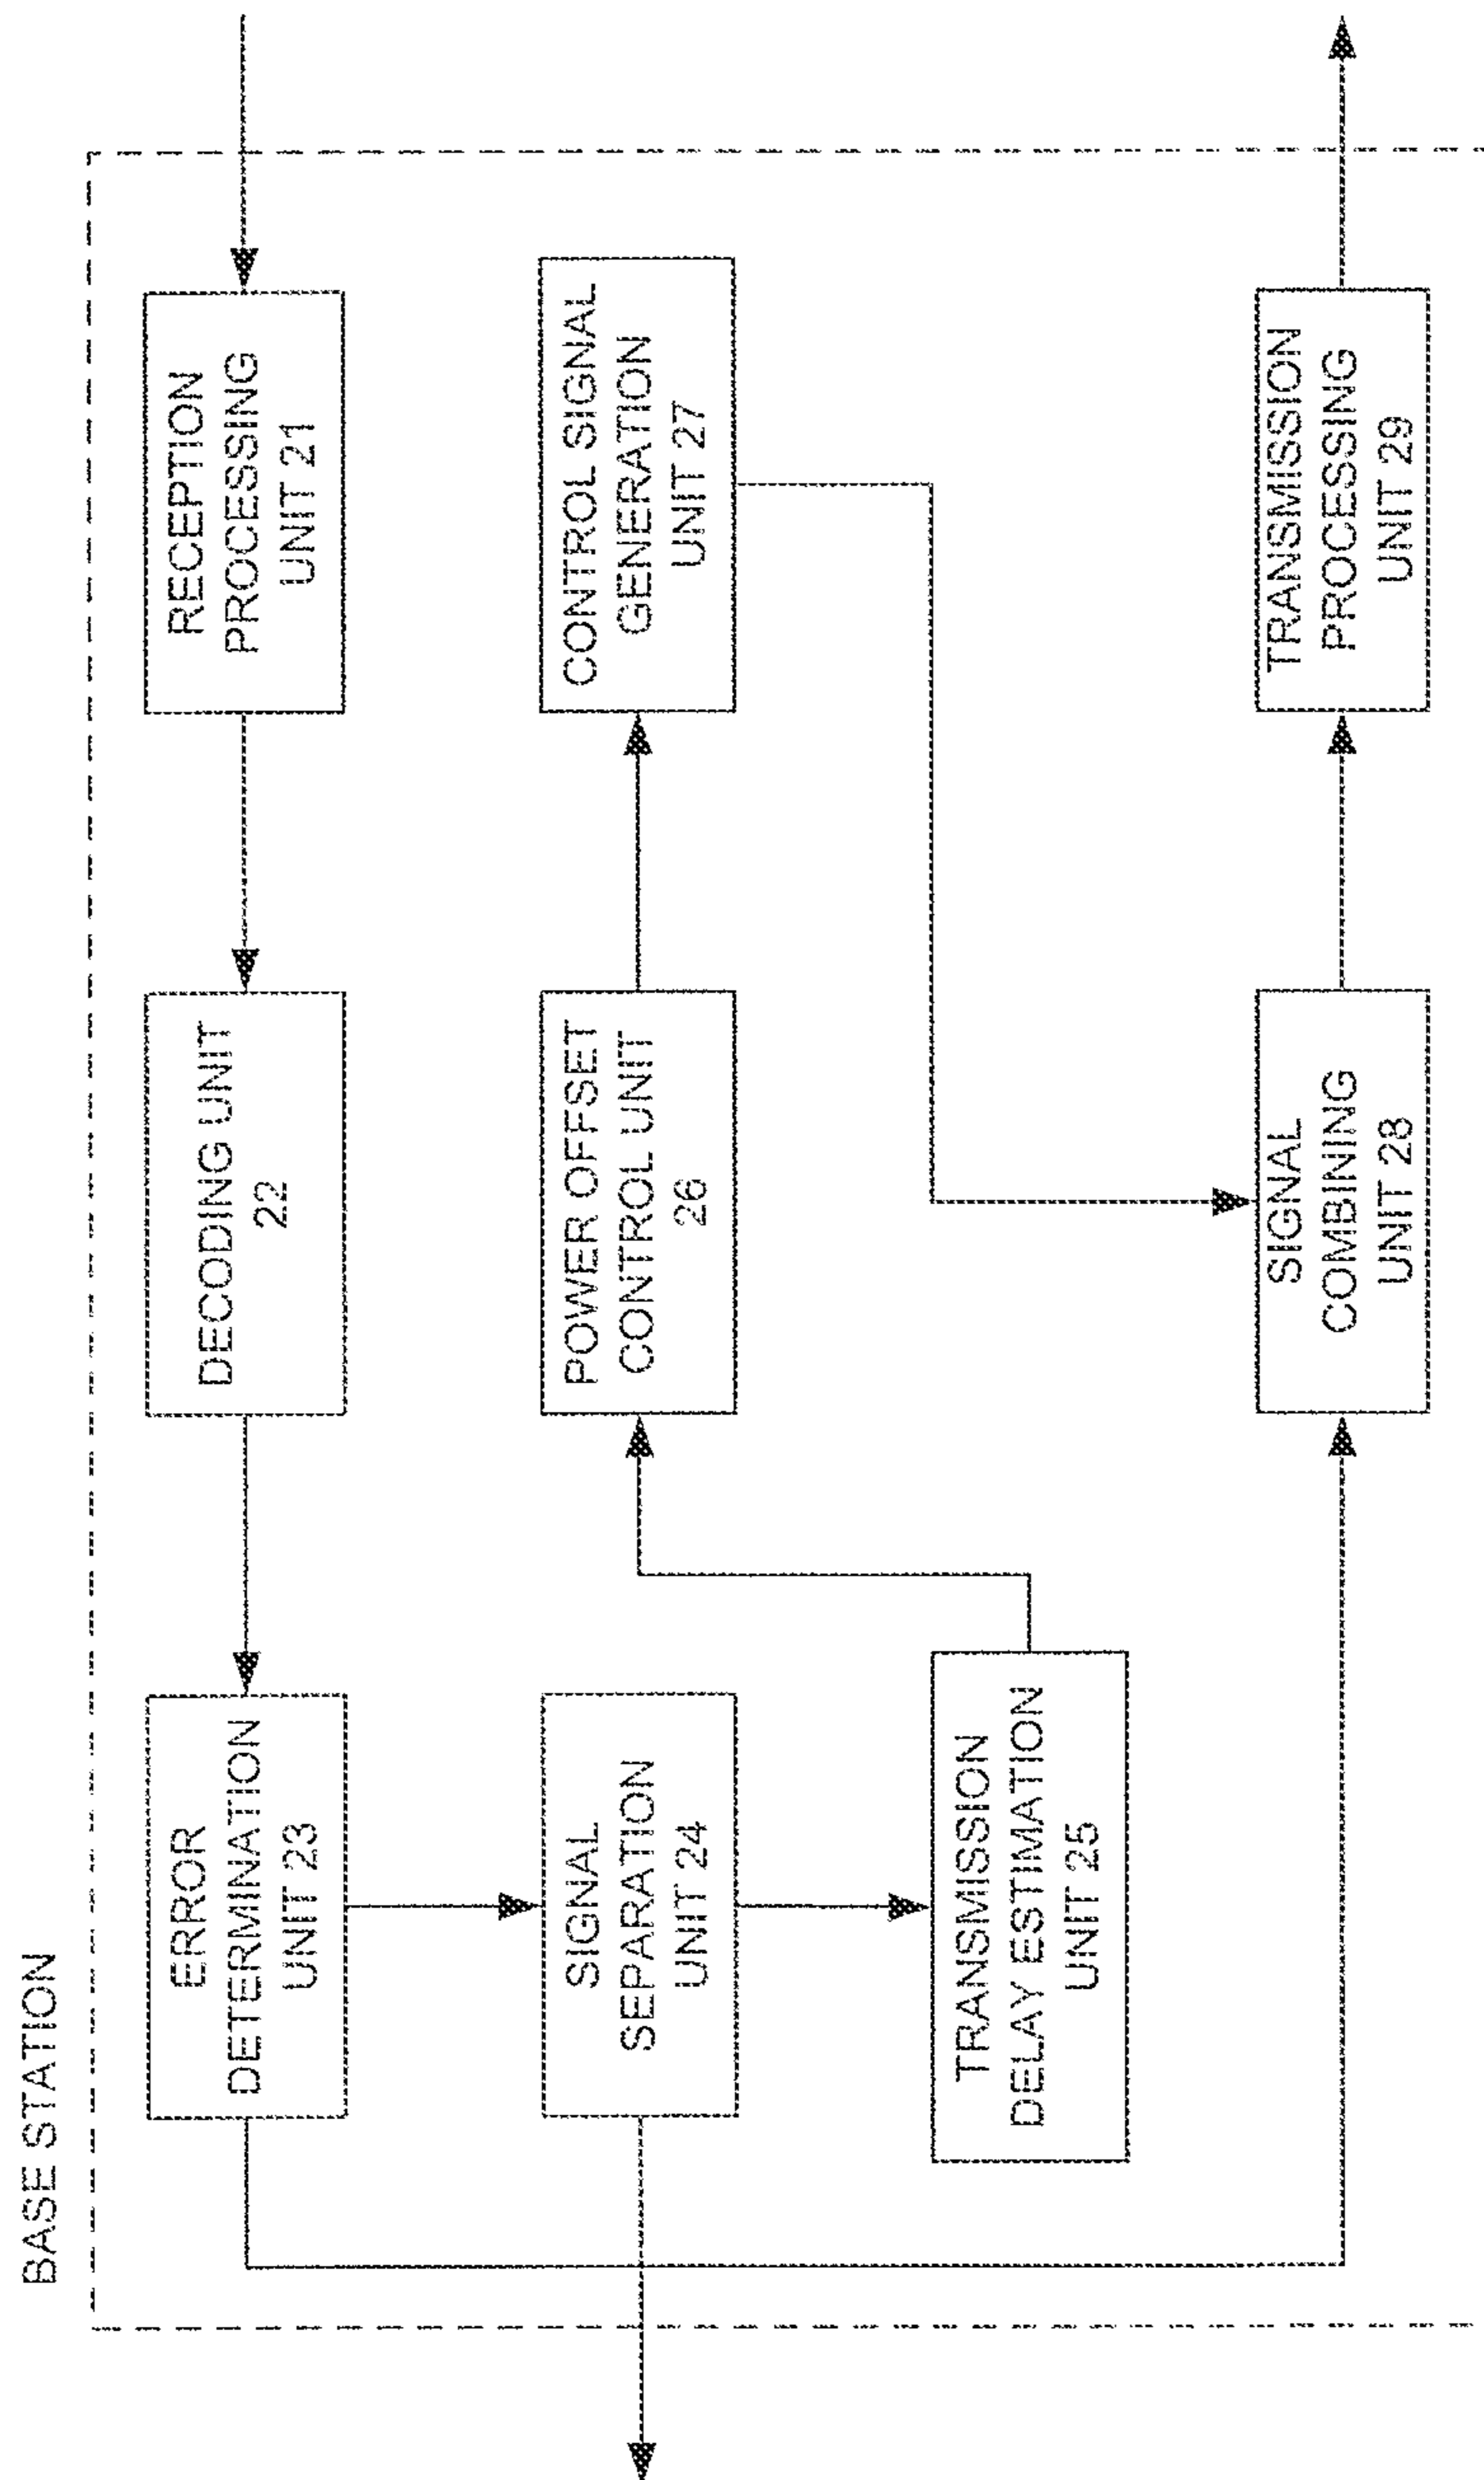 BASE STATION
ERROR
DETERMINATION
UNIT 23
DECODING UNIT
22
RECEPTION
PROCESSING
UNIT 21
SIGNAL
SEPARATION
UNIT 24
POWER OFFSET
CONTROL UNIT
26
CONTROL SIGNAL
GENERATION
UNIT 27
TRANSMISSION
DELAY ESTIMATION
UNIT 25
SIGNAL
COMBINING
UNIT 28
TRANSMISSION
PROCESSING
UNIT 29